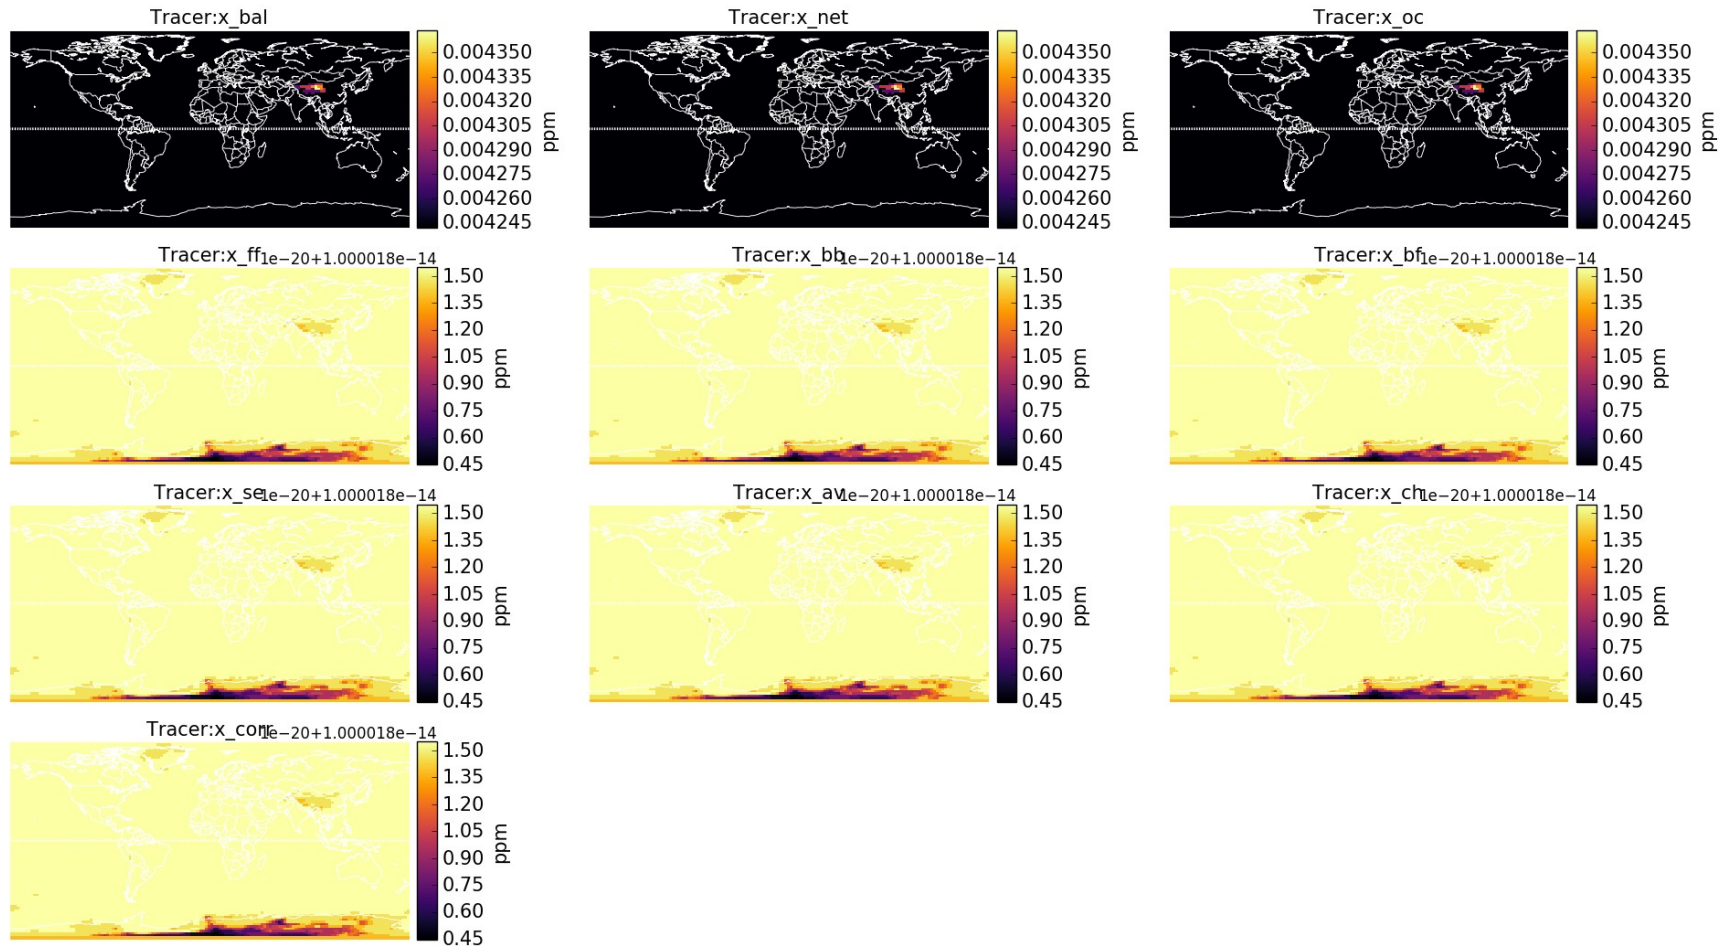 Tracer:x_bal
0.004350
0.004335
0.004320
0.004305
0.004290
0.004275
0.004260
0.004245
ppm
Tracer:x_net
0.004350
0.004335
0.004320
0.004305
0.004290
0.004275
0.004260
0.004245
ppm
Tracer:x_oc
0.004350
0.004335
0.004320
0.004305
0.004290
0.004275
0.004260
0.004245
ppm
Tracer:x_ff
1e−20+1.000018e−14
1.50
1.35
1.20
1.05
0.90
0.75
0.60
0.45
ppm
Tracer:x_bb
1e−20+1.000018e−14
1.50
1.35
1.20
1.05
0.90
0.75
0.60
0.45
ppm
Tracer:x_bf
1e−20+1.000018e−14
1.50
1.35
1.20
1.05
0.90
0.75
0.60
0.45
ppm
Tracer:x_se
1e−20+1.000018e−14
1.50
1.35
1.20
1.05
0.90
0.75
0.60
0.45
ppm
Tracer:x_av
1e−20+1.000018e−14
1.50
1.35
1.20
1.05
0.90
0.75
0.60
0.45
ppm
Tracer:x_ch
1e−20+1.000018e−14
1.50
1.35
1.20
1.05
0.90
0.75
0.60
0.45
ppm
Tracer:x_corr
1e−20+1.000018e−14
1.50
1.35
1.20
1.05
0.90
0.75
0.60
0.45
ppm